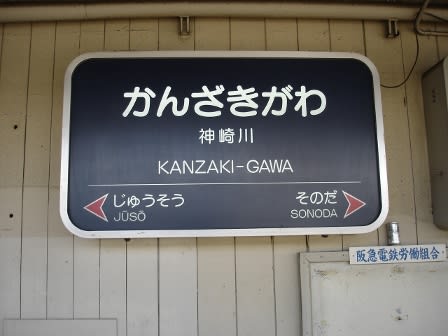 かんざきがわ
神崎川
KANZAKI-GAWA
じゅうそう そのだ
JŪSŌ SONODA
阪急電鉄労働組合